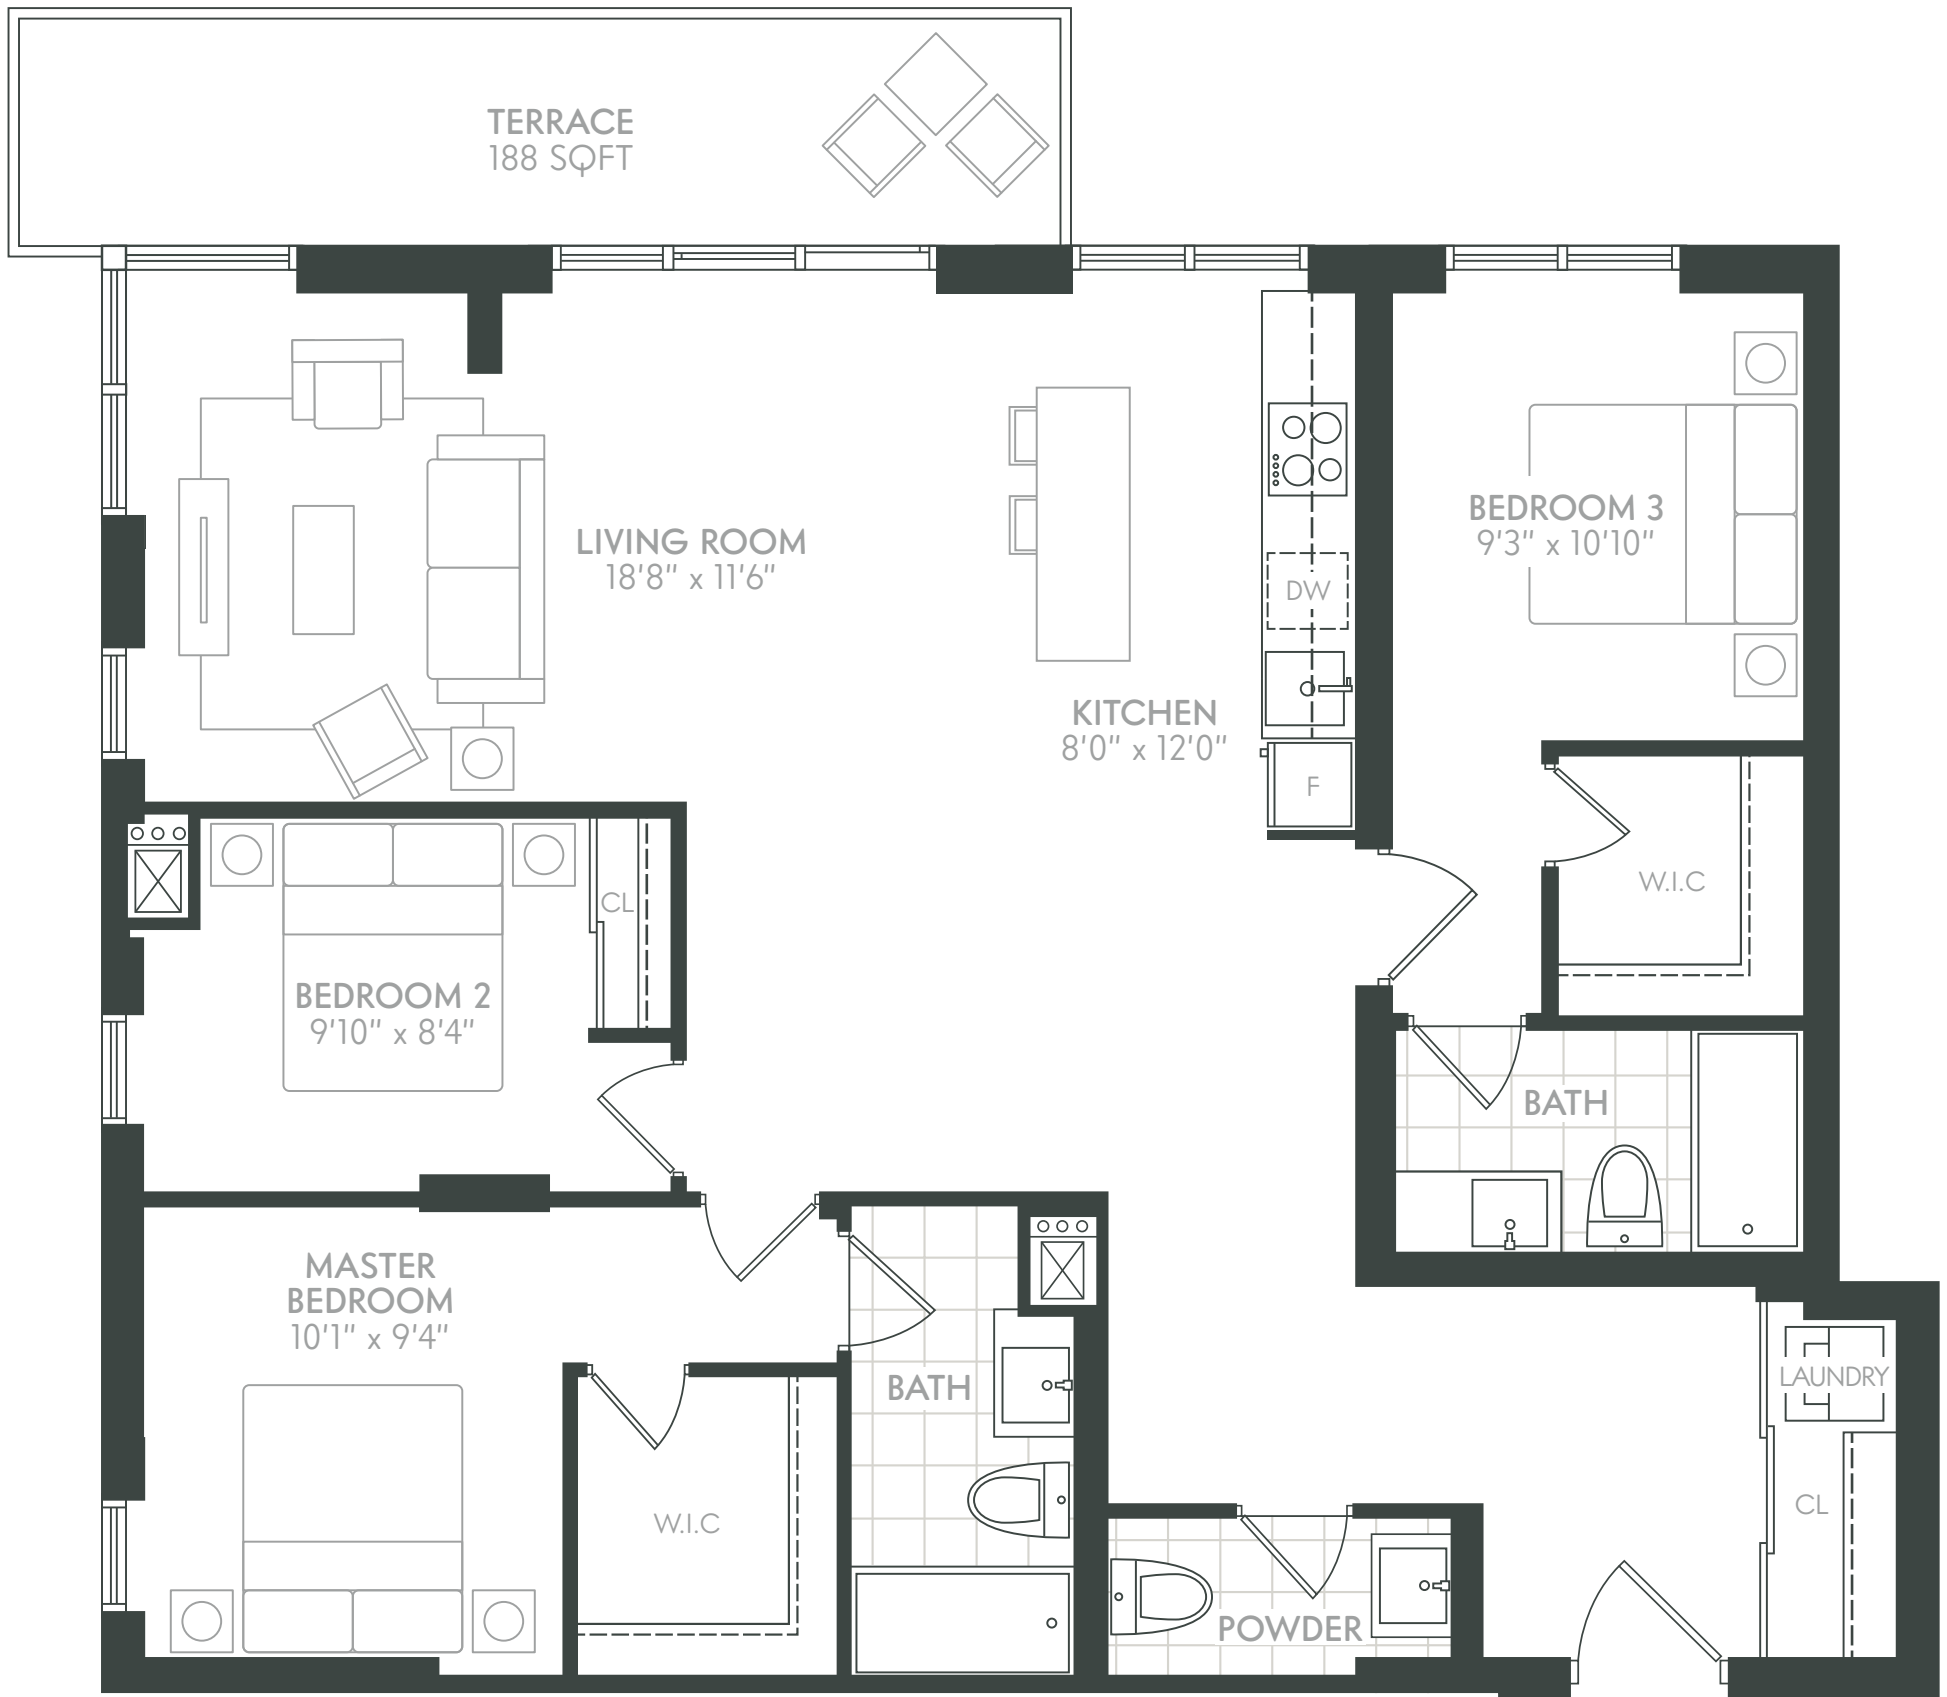 TERRACE
188 SQFT
LIVING ROOM
18'8" x 11'6"
BEDROOM 3
9'3" x 10'10"
DW
KITCHEN
8'0" x 12'0"
F
W.I.C
CL
BEDROOM 2
9'10" x 8'4"
BATH
MASTER
BEDROOM
10'1" x 9'4"
BATH
LAUNDRY
W.I.C
CL
POWDER